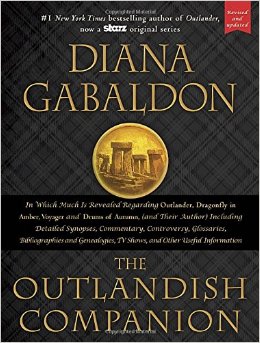 #1 New York Times bestselling author of Outlander,
now a starz original series
Revised and
updated
DIANA
GABALDON
In Which Much Is Revealed Regarding Outlander, Dragonfly in
Amber, Voyager and Drums of Autumn, (and Their Author) Including
Detailed Synopses, Commentary, Controversy, Glossaries,
Bibliographies and Genealogies, TV Shows, and Other Useful Information
THE
OUTLANDISH
COMPANION